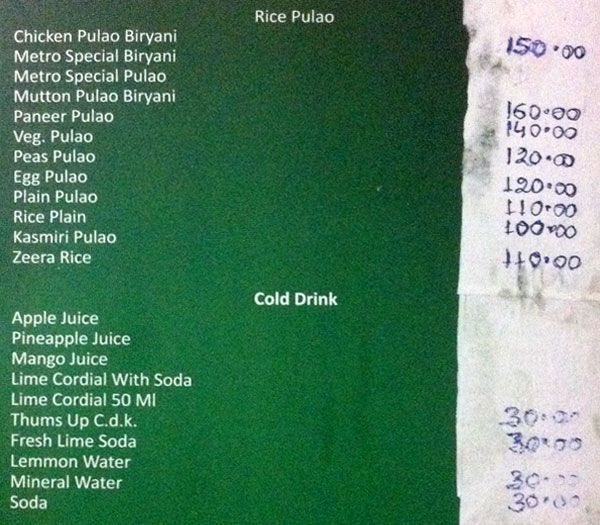 Rice Pulao
Chicken Pulao Biryani
Metro Special Biryani 150.00
Metro Special Pulao
Mutton Pulao Biryani
Paneer Pulao 160.00
Veg. Pulao 140.00
Peas Pulao 120.00
Egg Pulao
Plain Pulao 120.00
Rice Plain 110.00
Kasmiri Pulao 100.00
Zeera Rice 110.00
Cold Drink
Apple Juice
Pineapple Juice
Mango Juice
Lime Cordial With Soda
Lime Cordial 50 Ml
Thums Up C.d.k. 30.00
Fresh Lime Soda 30.00
Lemmon Water
Mineral Water 30.00
Soda 30.00